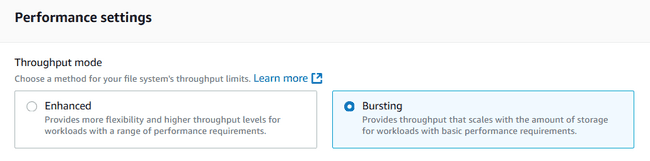 Performance settings
Throughput mode
Choose a method for your file system's throughput limits. Learn more
Enhanced
Provides more flexibility and higher throughput levels for
workloads with a range of performance requirements.
Bursting
Provides throughput that scales with the amount of storage
for workloads with basic performance requirements.